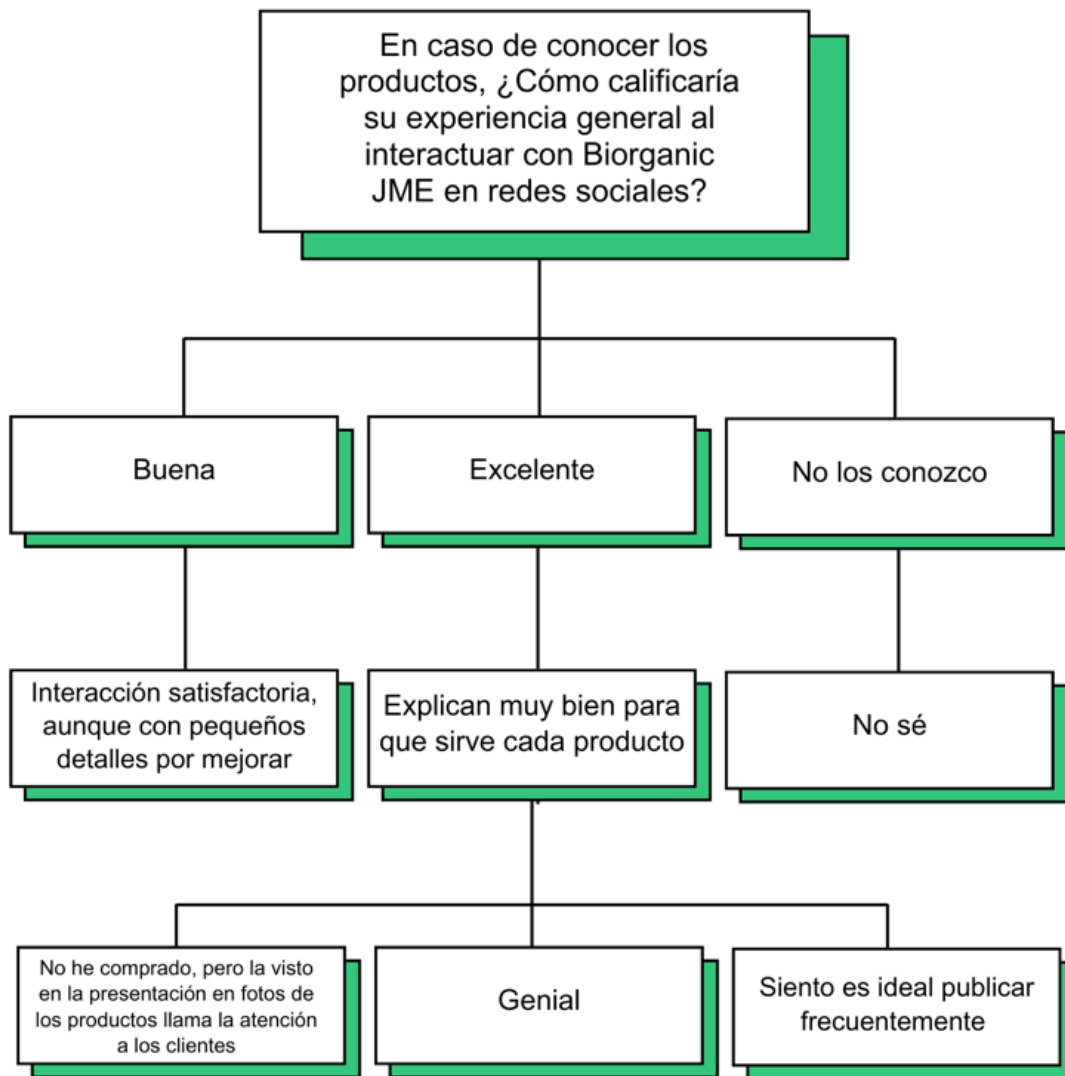 En caso de conocer los
productos, ¿Cómo calificaría
su experiencia general al
interactuar con Biorganic
JME en redes sociales?
Buena
Excelente
No los conozco
Interacción satisfactoria,
aunque con pequeños
detalles por mejorar
Explican muy bien para
que sirve cada producto
No sé
No he comprado, pero la visto
en la presentación en fotos de
los productos llama la atención
a los clientes
Genial
Siento es ideal publicar
frecuentemente